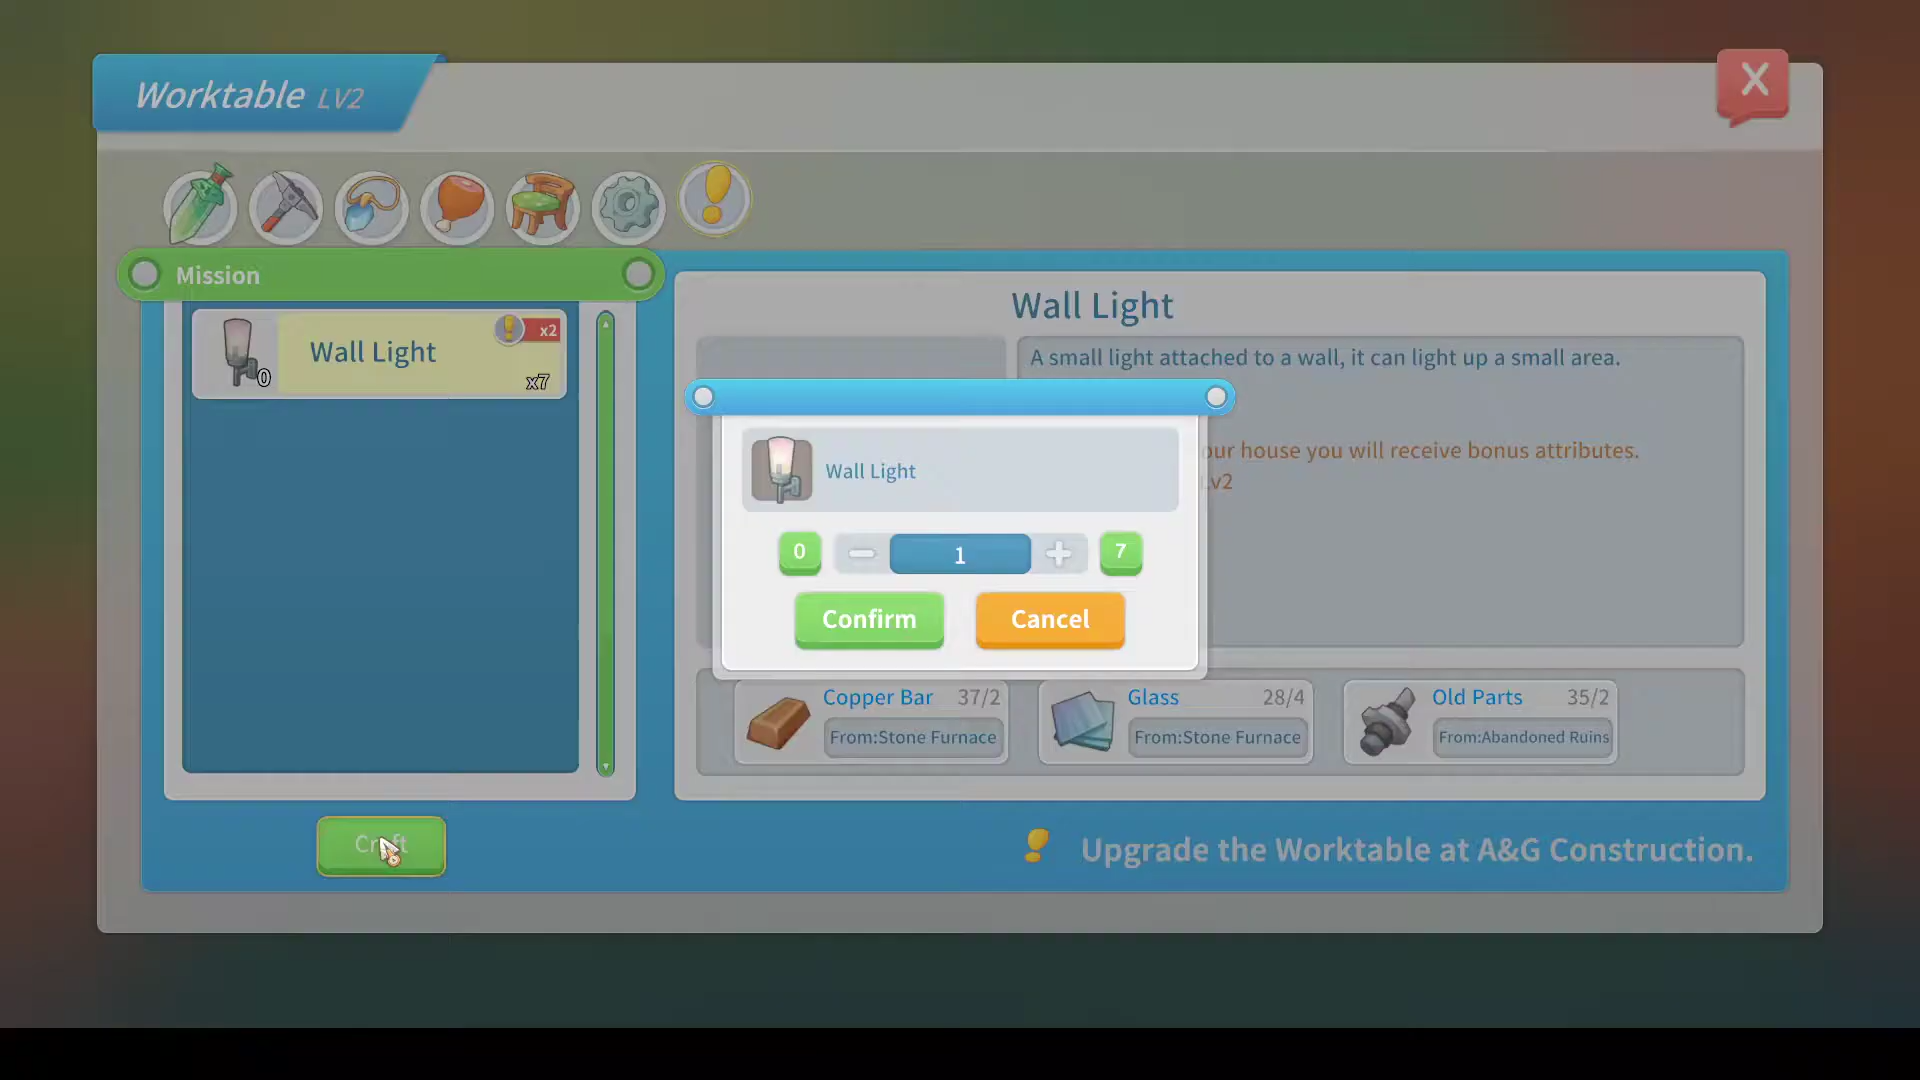 Worktable LV2
X
Mission
Wall Light
x2
0
x7
Wall Light
A small light attached to a wall, it can light up a small area.
our house you will receive bonus attributes.
Lv2
Wall Light
0
1
7
Confirm
Cancel
Copper Bar 37/2
From:Stone Furnace
Glass 28/4
From:Stone Furnace
Old Parts 35/2
From:Abandoned Ruins
Craft
Upgrade the Worktable at A&G Construction.